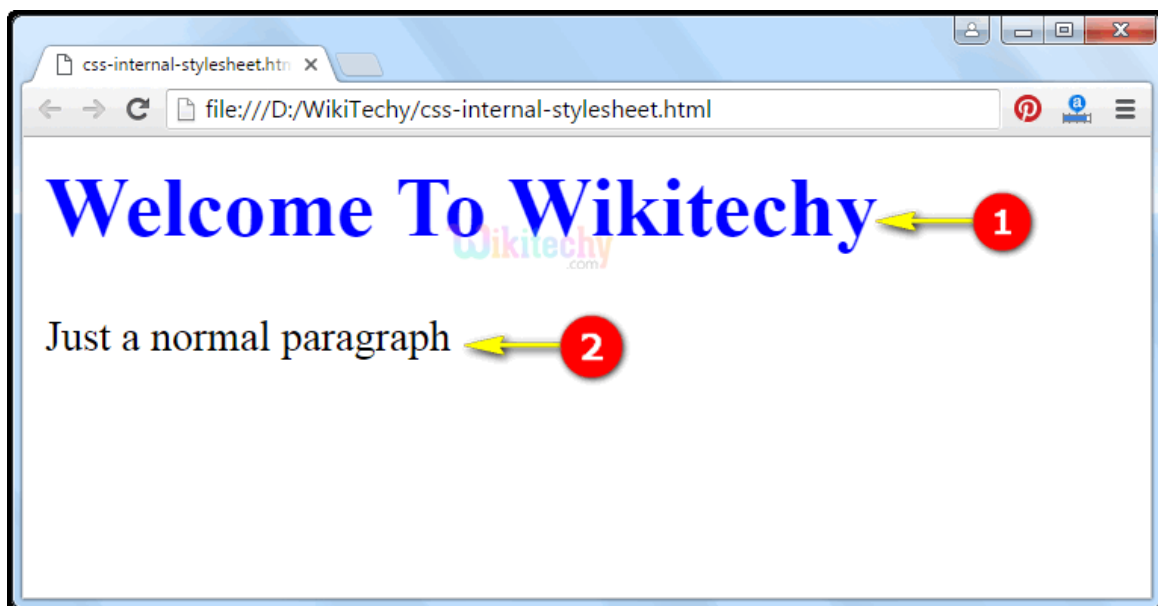 css-internal-stylesheet.htn
file:///D:/WikiTechy/css-internal-stylesheet.html
Welcome To Wikitechy
1
Wikitechy
.com
Just a normal paragraph
2